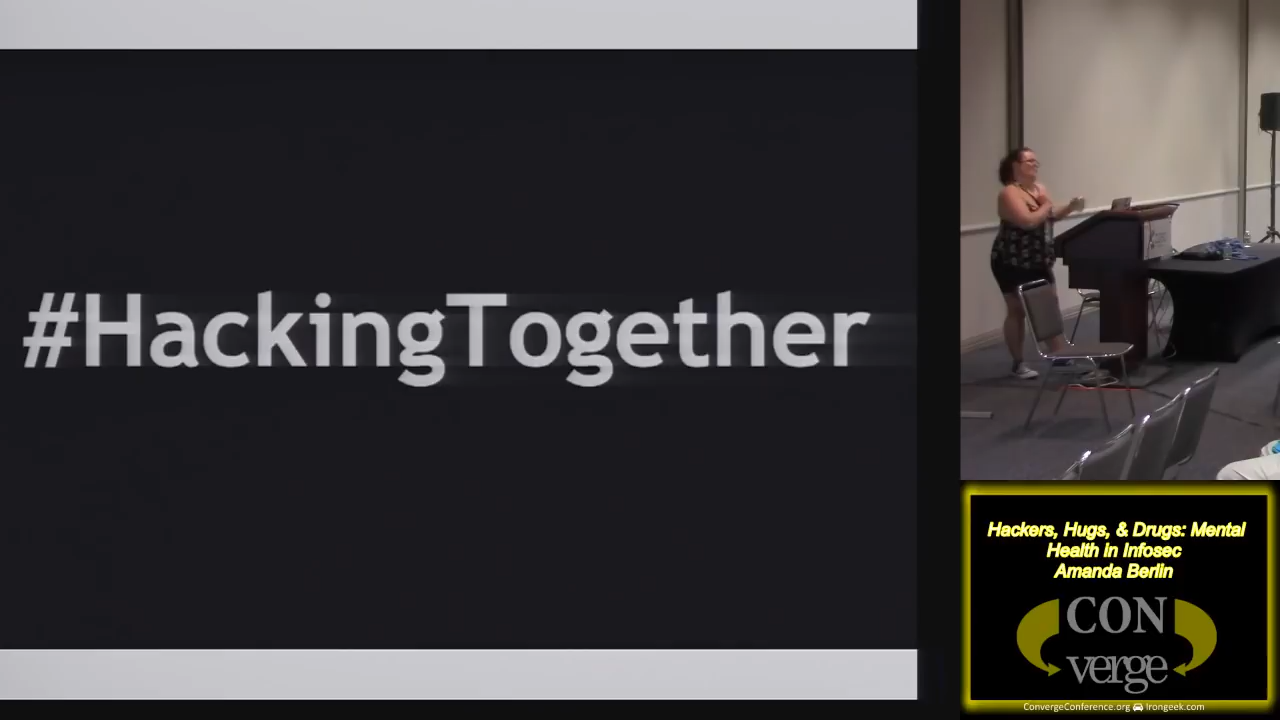 #HackingTogether
Hackers, Hugs, & Drugs: Mental
Health in Infosec
Amanda Berlin
CON
verge
ConvergeConference.org Irongeek.com